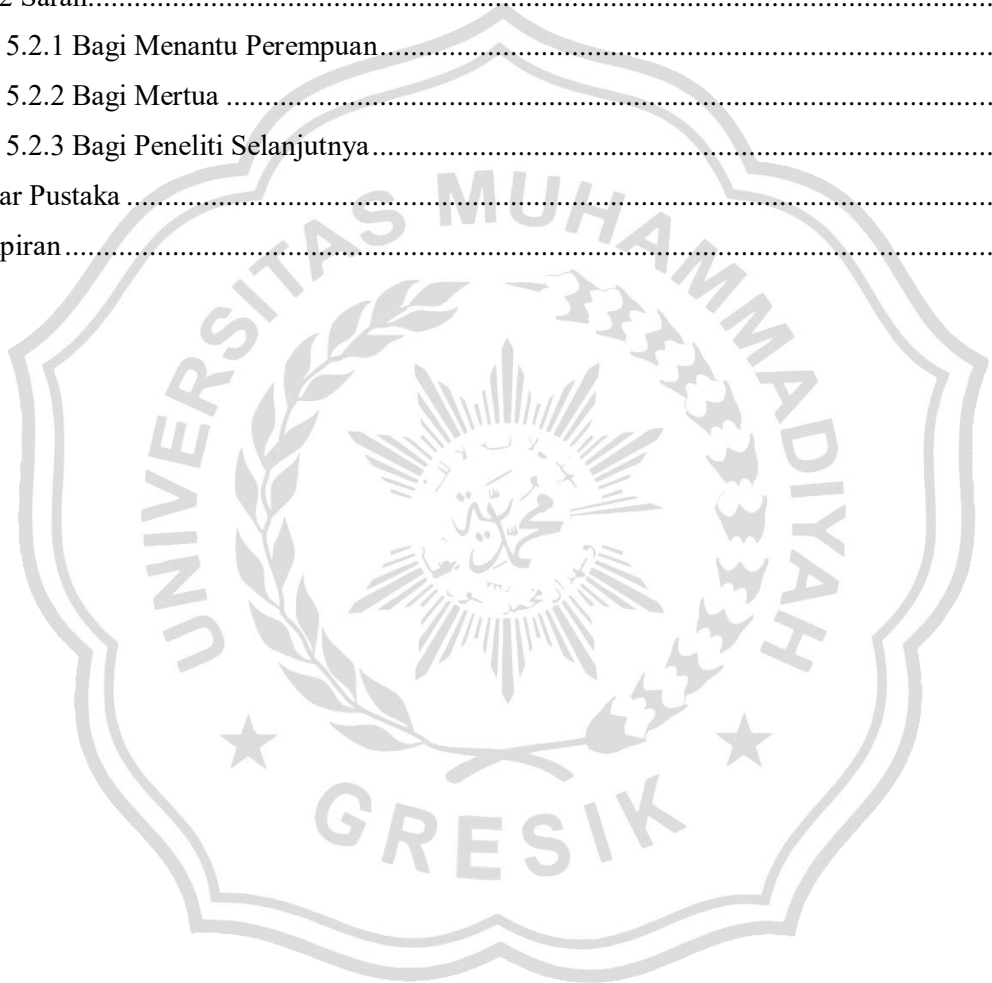 2 Saran
5.2.1 Bagi Menantu Perempuan
5.2.2 Bagi Mertua
5.2.3 Bagi Peneliti Selanjutnya
ar Pustaka
piran
UNIVERSITAS MUHAMMADIYAH
GRESIK